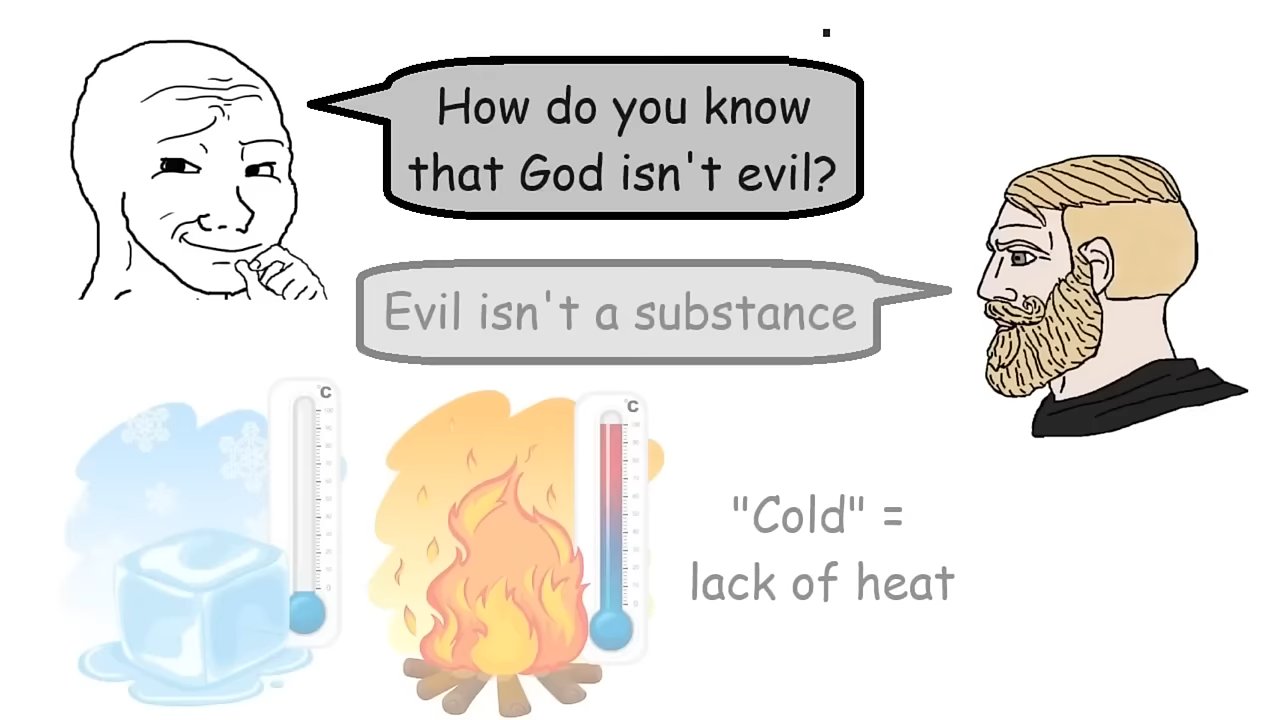 How do you know
that God isn't evil?
Evil isn't a substance
°C
°C
"Cold" =
lack of heat